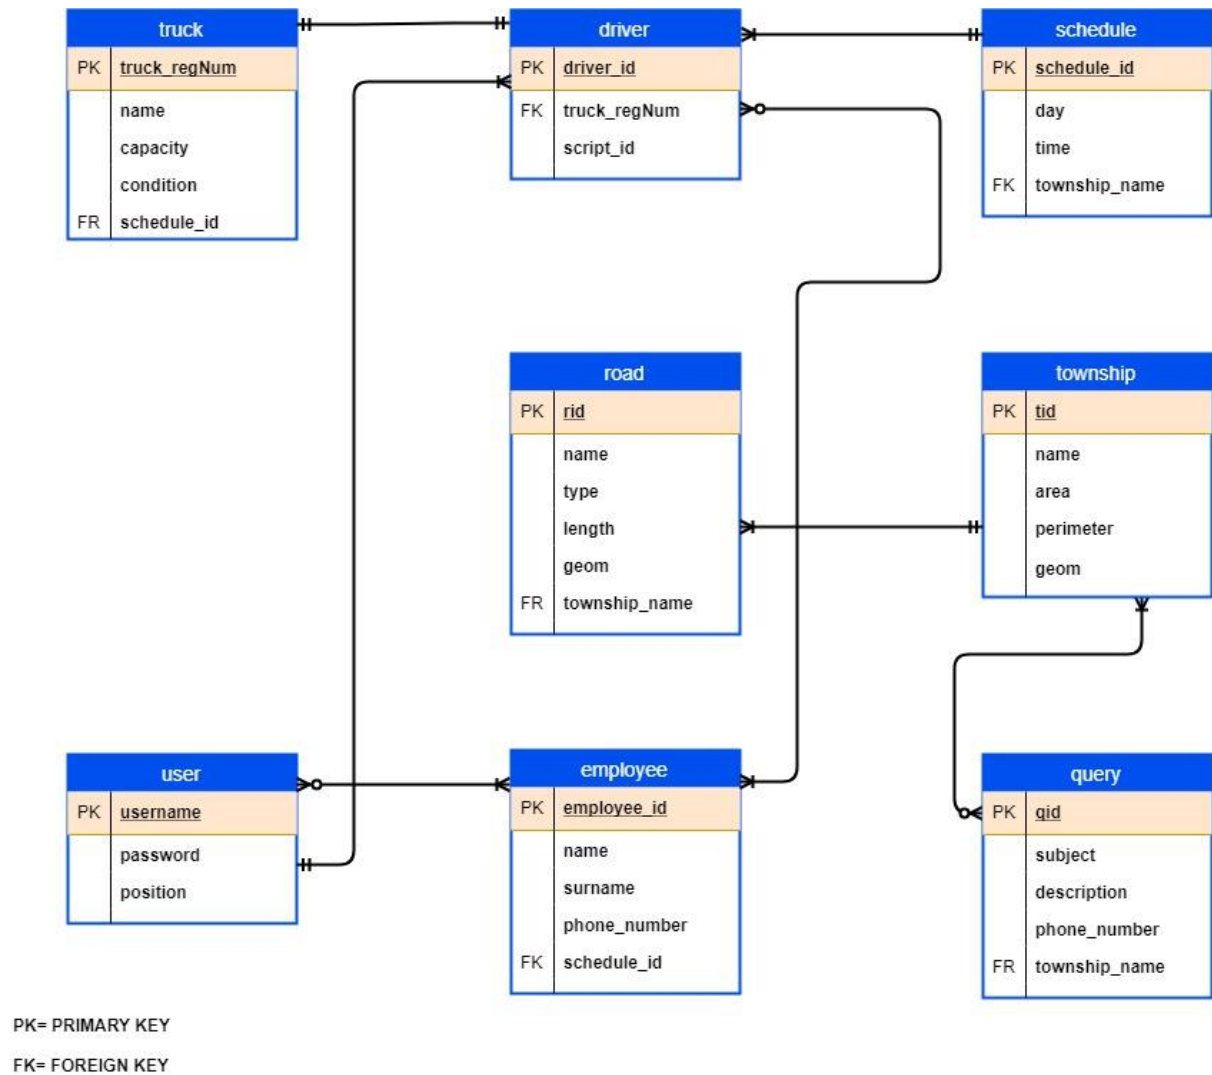 truck
PK truck_regNum
name
capacity
condition
FR schedule_id
driver
PK driver_id
FK truck_regNum
script_id
schedule
PK schedule_id
day
time
FK township_name
road
PK rid
name
type
length
geom
FR township_name
township
PK tid
name
area
perimeter
geom
user
PK username
password
position
employee
PK employee_id
name
surname
phone_number
FK schedule_id
query
PK qid
subject
description
phone_number
FR township_name
PK= PRIMARY KEY
FK= FOREIGN KEY